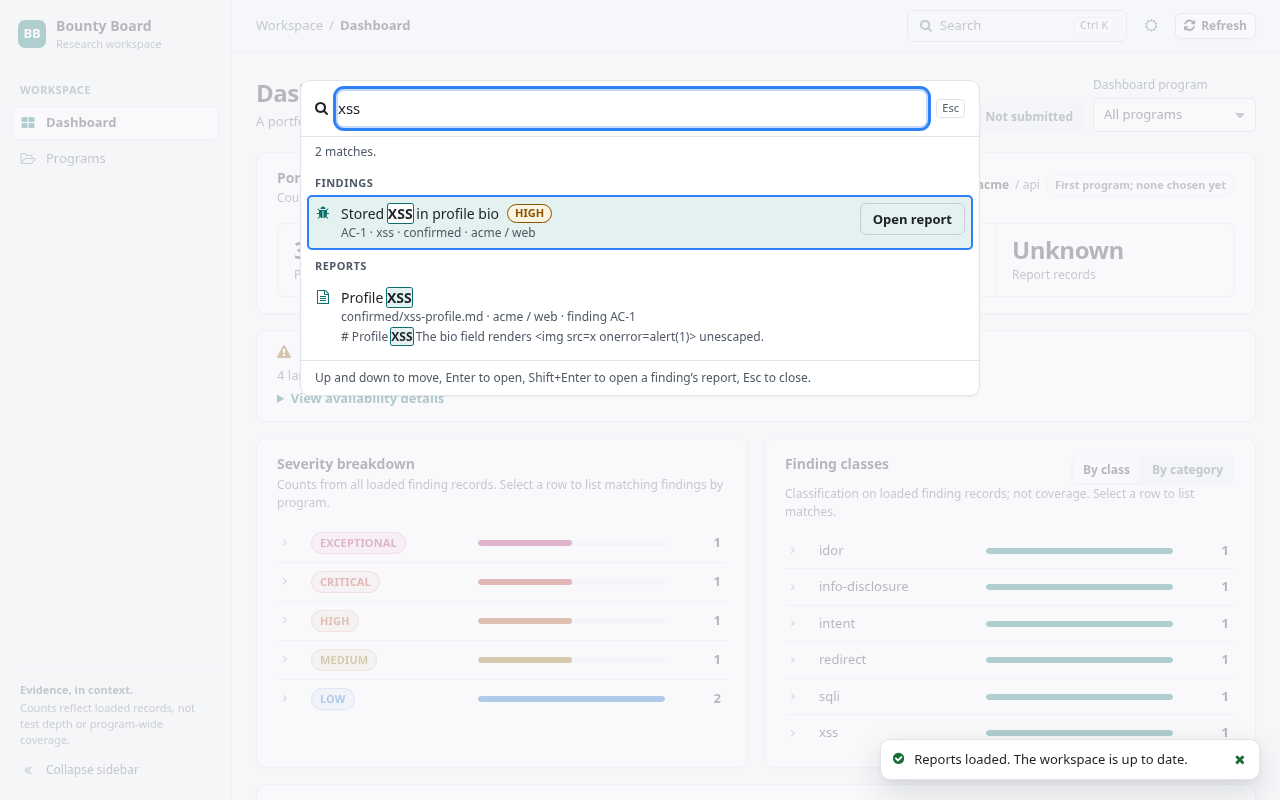 BB
Bounty Board
Research workspace
WORKSPACE
Dashboard
Programs
Evidence, in context.
Counts reflect loaded records, not
test depth or program-wide
coverage.
Collapse sidebar
Workspace / Dashboard
Search
Ctrl K
Refresh
Not submitted
Dashboard program
All programs
acme / api
First program; none chosen yet
Unknown
Report records
xss
Esc
2 matches.
FINDINGS
Stored XSS in profile bio HIGH
AC-1 · xss · confirmed · acme / web
Open report
REPORTS
Profile XSS
confirmed/xss-profile.md · acme / web · finding AC-1
# Profile XSS The bio field renders <img src=x onerror=alert(1)> unescaped.
Up and down to move, Enter to open, Shift+Enter to open a finding's report, Esc to close.
View availability details
Severity breakdown
Counts from all loaded finding records. Select a row to list matching findings by
program.
EXCEPTIONAL 1
CRITICAL 1
HIGH 1
MEDIUM 1
LOW 2
Finding classes
By class
By category
Classification on loaded finding records; not coverage. Select a row to list
matches.
idor 1
info-disclosure 1
intent 1
redirect 1
sqli 1
xss 1
Reports loaded. The workspace is up to date.